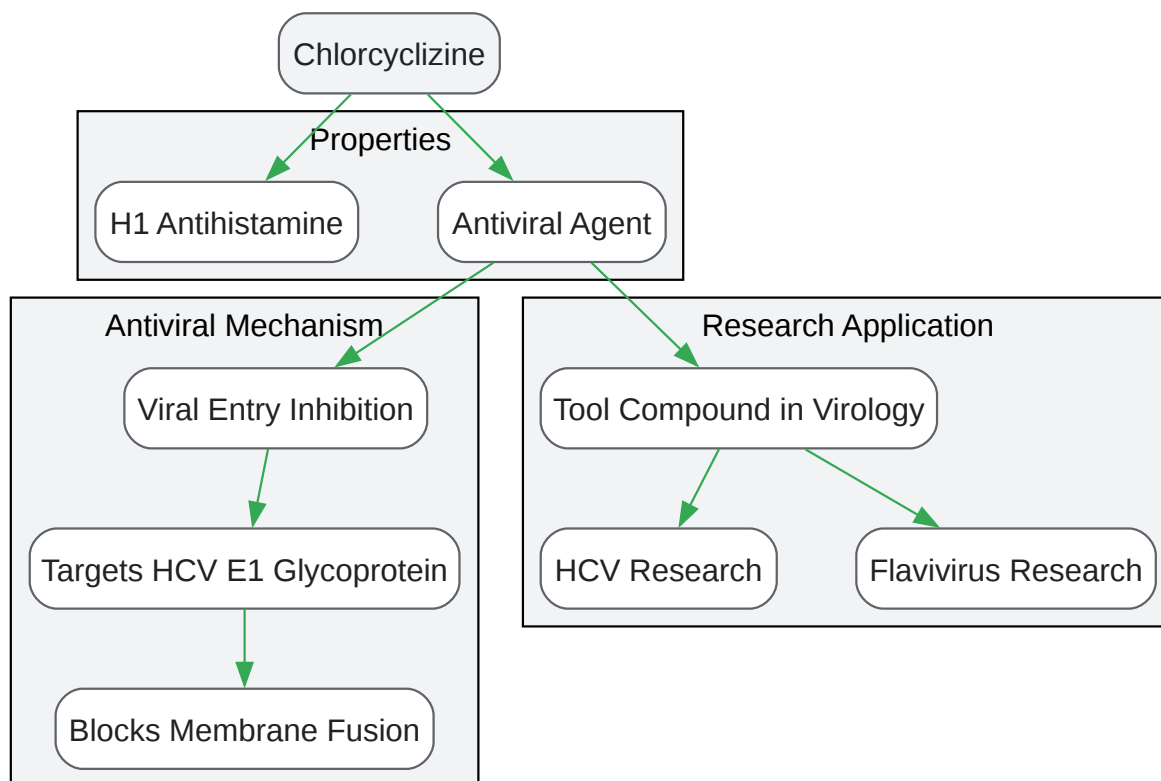 Chlorcyclizine
Properties
H1 Antihistamine
Antiviral Agent
Antiviral Mechanism
Research Application
Viral Entry Inhibition
Tool Compound in Virology
Targets HCV E1 Glycoprotein
HCV Research
Flavivirus Research
Blocks Membrane Fusion